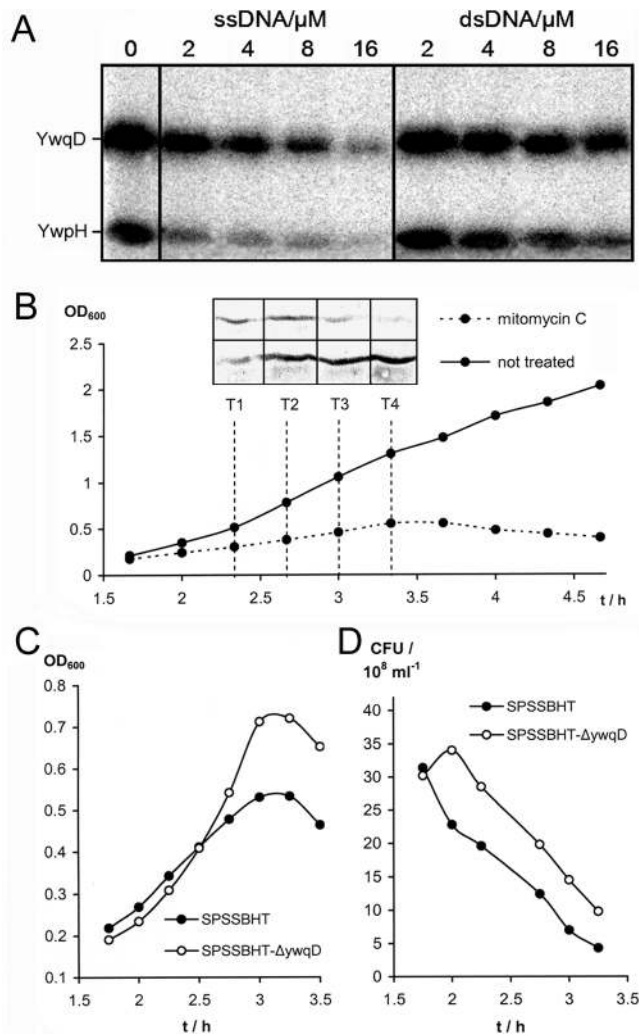 A
ssDNA/µM dsDNA/µM
0 2 4 8 16 2 4 8 16
YwqD
YwpH
B
OD600
2.5
2
1.5
1
0.5
0
mitomycin C
not treated
T1 T2 T3 T4
1.5 2 2.5 3 3.5 4 4.5
t / h
C
OD600
0.8
0.7
0.6
0.5
0.4
0.3
0.2
0.1
SPSSBHT
SPSSBHT-ΔywqD
1.5 2 2.5 3 3.5
t / h
D
CFU /
10^8 ml^-1
40
35
30
25
20
15
10
5
0
SPSSBHT
SPSSBHT-ΔywqD
1.5 2 2.5 3 3.5
t / h